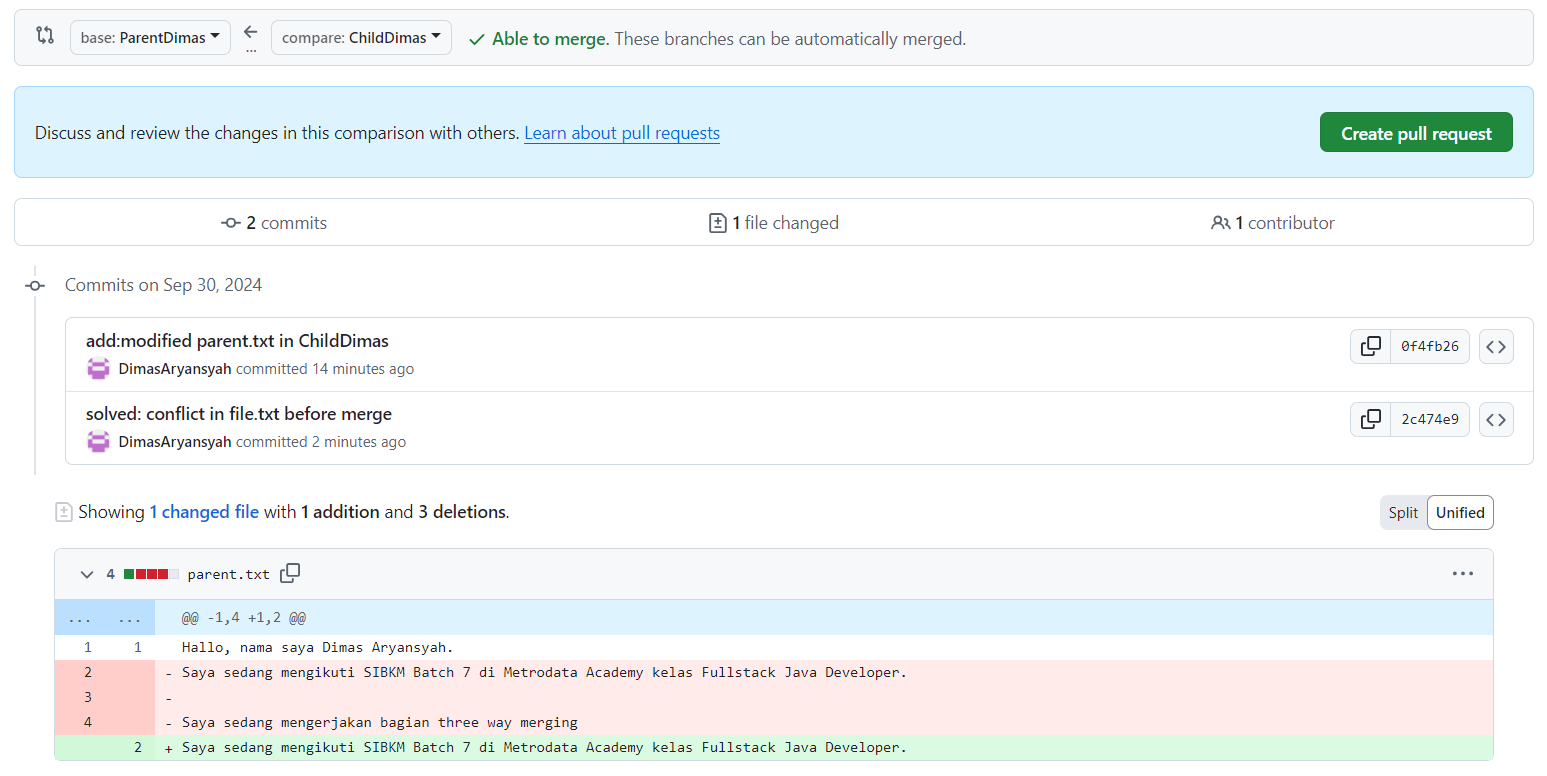 base: ParentDimas
...
compare: ChildDimas
Able to merge. These branches can be automatically merged.
Discuss and review the changes in this comparison with others. Learn about pull requests
Create pull request
2 commits
1 file changed
1 contributor
Commits on Sep 30, 2024
add:modified parent.txt in ChildDimas
DimasAryansyah committed 14 minutes ago
0f4fb26
solved: conflict in file.txt before merge
DimasAryansyah committed 2 minutes ago
2c474e9
Showing 1 changed file with 1 addition and 3 deletions.
Split Unified
4 parent.txt
... ... @@ -1,4 +1,2 @@
1 1 Hallo, nama saya Dimas Aryansyah.
2 - Saya sedang mengikuti SIBKM Batch 7 di Metrodata Academy kelas Fullstack Java Developer.
3 -
4 - Saya sedang mengerjakan bagian three way merging
2 + Saya sedang mengikuti SIBKM Batch 7 di Metrodata Academy kelas Fullstack Java Developer.